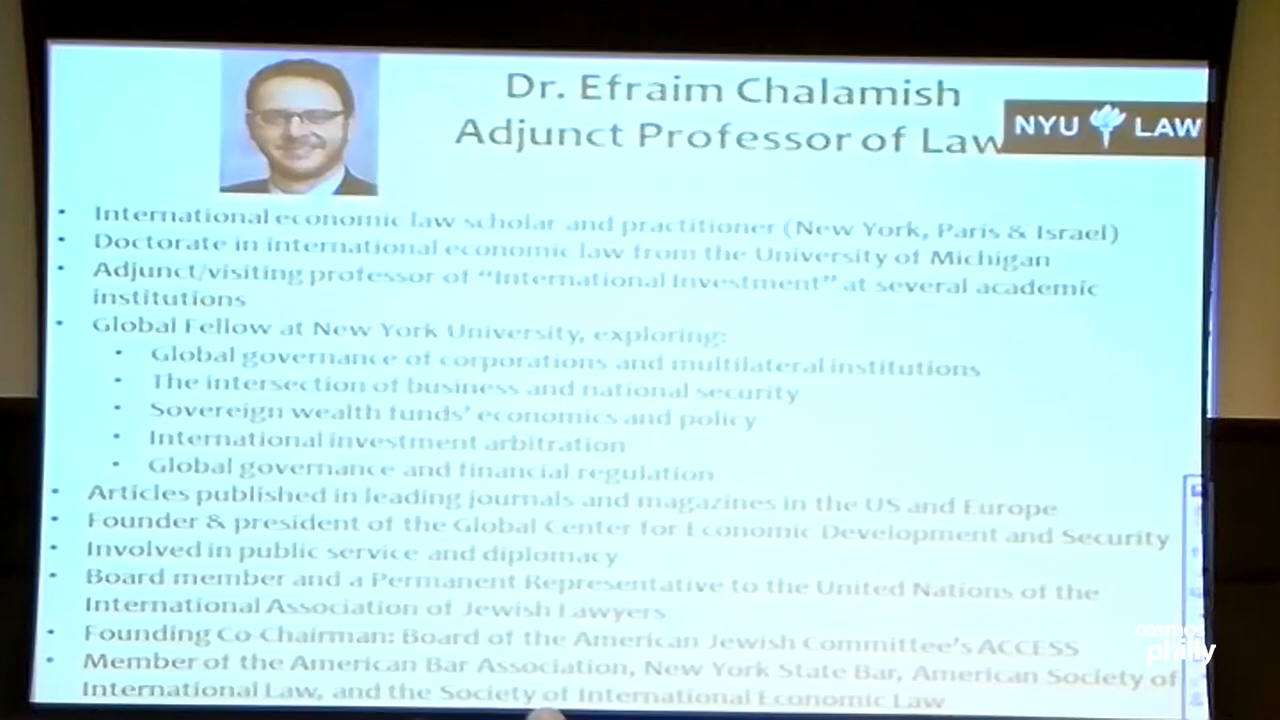 Dr. Efraim Chalamish
Adjunct Professor of Law
NYU LAW
• International economic law scholar and practitioner (New York, Paris & Israel)
• Doctorate in international economic law from the University of Michigan
• Adjunct/visiting professor of “International Investment” at several academic
institutions
• Global Fellow at New York University, exploring:
• Global governance of corporations and multilateral institutions
• The intersection of business and national security
• Sovereign wealth funds’ economics and policy
• International investment arbitration
• Global governance and financial regulation
• Articles published in leading journals and magazines in the US and Europe
• Founder & president of the Global Center for Economic Development and Security
• Involved in public service and diplomacy
• Board member and a Permanent Representative to the United Nations of the
International Association of Jewish Lawyers
• Founding Co-Chairman: Board of the American Jewish Committee’s ACCESS
• Member of the American Bar Association, New York State Bar, American Society of
International Law, and the Society of International Economic Law
cosmos
philly